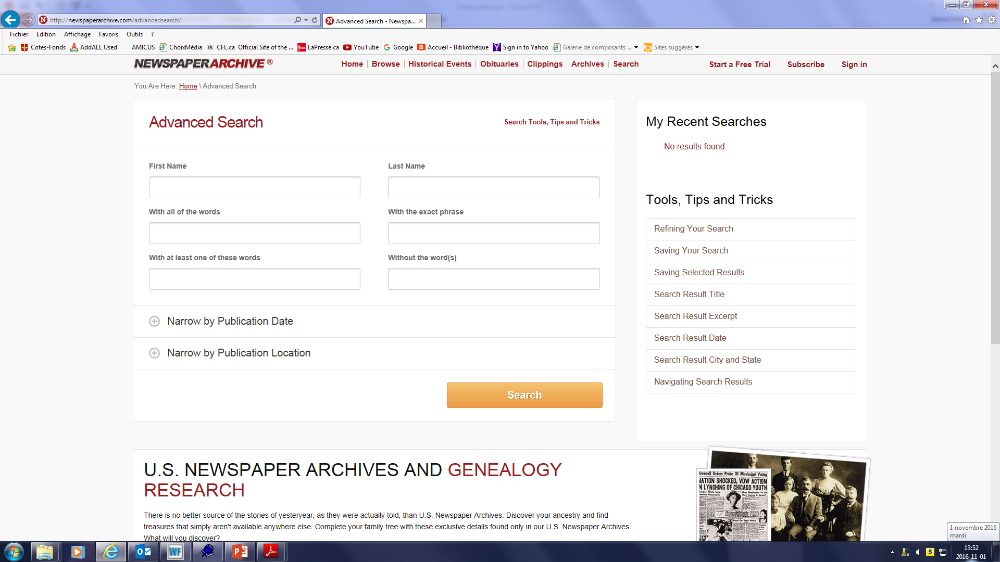 http://newspaperarchive.com/advancedsearch/
Advanced Search - Newspa...
Fichier Edition Affichage Favoris Outils ?
Cotes-Fonds AddALL Used AMICUS ChoixMédia CFL.ca Official Site of the ... LaPresse.ca YouTube Google Accueil - Bibliothèque Sign in to Yahoo Galerie de composants ... Sites suggérés
NEWSPAPERARCHIVE ®
Home Browse Historical Events Obituaries Clippings Archives Search
Start a Free Trial Subscribe Sign in
You Are Here: Home \ Advanced Search
Advanced Search
Search Tools, Tips and Tricks
First Name
Last Name
With all of the words
With the exact phrase
With at least one of these words
Without the word(s)
Narrow by Publication Date
Narrow by Publication Location
Search
My Recent Searches
No results found
Tools, Tips and Tricks
Refining Your Search
Saving Your Search
Saving Selected Results
Search Result Title
Search Result Excerpt
Search Result Date
Search Result City and State
Navigating Search Results
U.S. NEWSPAPER ARCHIVES AND GENEALOGY
RESEARCH
There is no better source of the stories of yesteryear, as they were actually told, than U.S. Newspaper Archives. Discover your ancestry and find
treasures that simply aren't available anywhere else. Complete your family tree with these exclusive details found only in our U.S. Newspaper Archives.
What will you discover?
Brownell Orders Probe Of Mississippi Voting
NATION SHOCKED, VOW ACTION
IN LYNCHING OF CHICAGO YOUTH
1 novembre 2016
mardi
13:52
2016-11-01